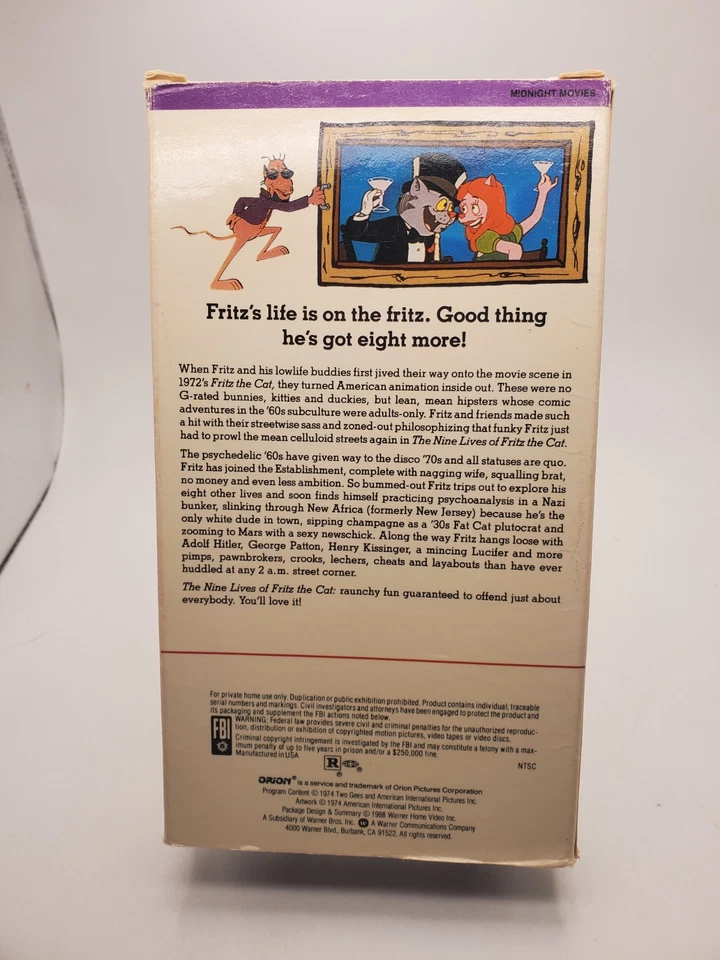 MIDNIGHT MOVIES
Fritz's life is on the fritz. Good thing
he's got eight more!
When Fritz and his lowlife buddies first jived their way onto the movie scene in
1972's Fritz the Cat, they turned American animation inside out. These were no
G-rated bunnies, kitties and duckies, but lean, mean hipsters whose comic
adventures in the '60s subculture were adults-only. Fritz and friends made such
a hit with their streetwise sass and zoned-out philosophizing that funky Fritz just
had to prowl the mean celluloid streets again in The Nine Lives of Fritz the Cat.
The psychedelic '60s have given way to the disco '70s and all statuses are quo.
Fritz has joined the Establishment, complete with nagging wife, squalling brat,
no money and even less ambition. So bummed-out Fritz trips out to explore his
eight other lives and soon finds himself practicing psychoanalysis in a Nazi
bunker, slinking through New Africa (formerly New Jersey) because he's the
only white dude in town, sipping champagne as a '30s Fat Cat plutocrat and
zooming to Mars with a sexy newschick. Along the way Fritz hangs loose with
Adolf Hitler, George Patton, Henry Kissinger, a mincing Lucifer and more
pimps, pawnbrokers, crooks, lechers, cheats and layabouts than have ever
huddled at any 2 a.m. street corner.
The Nine Lives of Fritz the Cat: raunchy fun guaranteed to offend just about
everybody. You'll love it!
For private home use only. Duplication or public exhibition prohibited. Product contains individual, traceable
serial numbers and markings. Civil investigators and attorneys have been engaged to protect the product and
its packaging and supplement the FBI actions noted below.
FBI
WARNING: Federal law provides severe civil and criminal penalties for the unauthorized reproduc-
tion, distribution or exhibition of copyrighted motion pictures, video tapes or video discs.
Criminal copyright infringement is investigated by the FBI and may constitute a felony with a max-
imum penalty of up to five years in prison and/or a $250,000 fine.
Manufactured in USA
R
NTSC
ORION® is a service and trademark of Orion Pictures Corporation
Program Content © 1974 Two Gees and American International Pictures Inc.
Artwork © 1974 American International Pictures Inc.
Package Design & Summary © 1988 Warner Home Video Inc.
A Subsidiary of Warner Bros. Inc. A Warner Communications Company
4000 Warner Blvd., Burbank, CA 91522. All rights reserved.